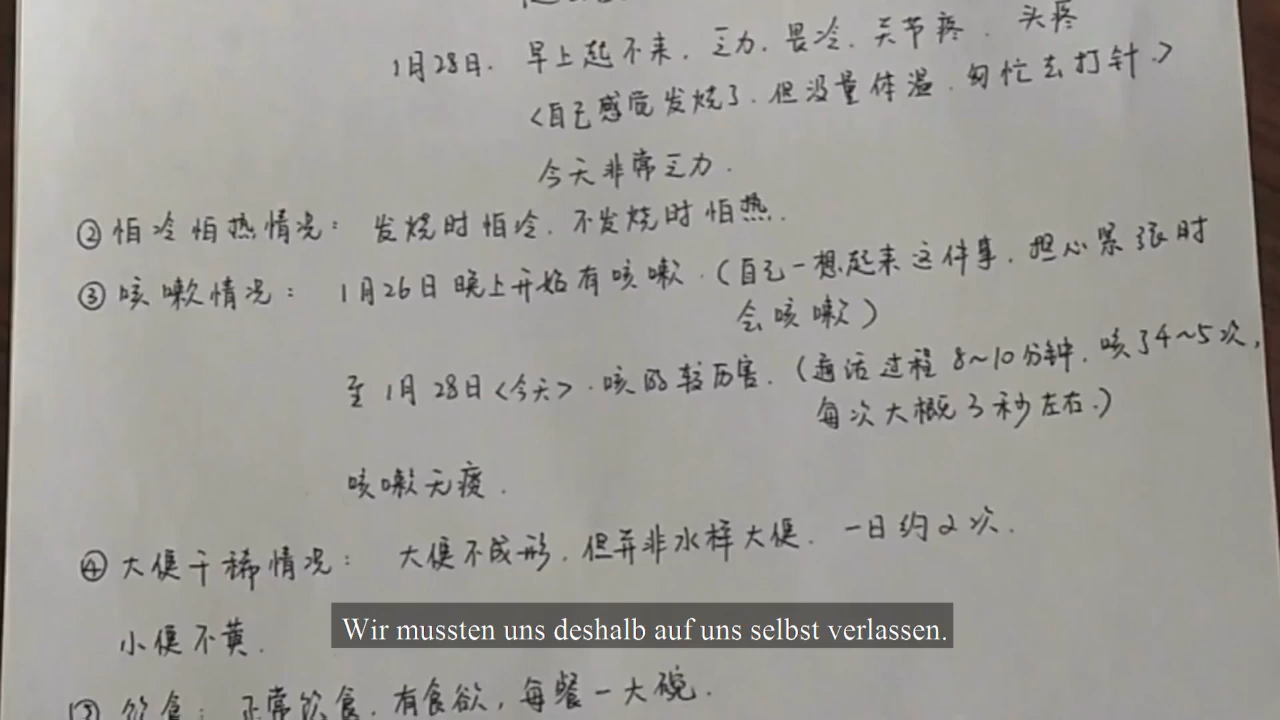 1月28日. 早上起不来. 乏力. 畏冷. 关节疼. 头疼
<自己感觉发烧了. 但没量体温. 匆忙去打针.>
今天非常乏力.
② 怕冷怕热情况: 发烧时怕冷. 不发烧时怕热.
③ 咳嗽情况: 1月26日晚上开始有咳嗽. (自己一想起来这件事. 担心紧张时
会咳嗽)
至1月28日<今天>. 咳的较厉害. (通话过程 8~10分钟. 咳了4~5次,
每次大概3秒左右.)
咳嗽无痰.
④ 大便干稀情况: 大便不成形. 但并非水样大便. 一日约2次.
小便不黄.
Wir mussten uns deshalb auf uns selbst verlassen.
饮食: 正常饮食. 有食欲, 每餐一大碗.